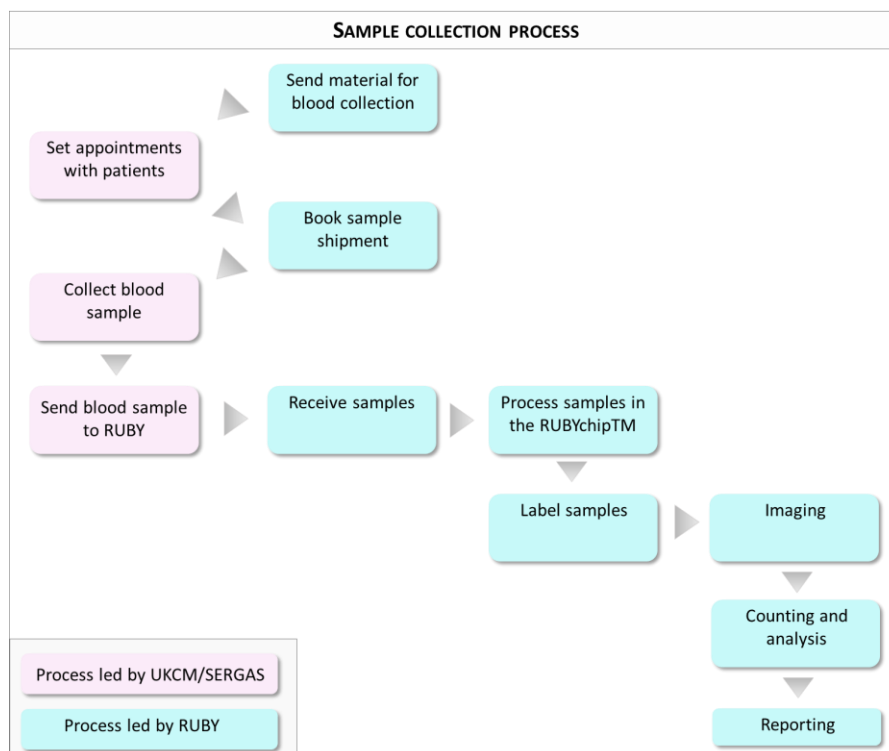 SAMPLE COLLECTION PROCESS
Send material for
blood collection
Set appointments
with patients
Book sample
shipment
Collect blood
sample
Send blood sample
to RUBY
Receive samples
Process samples in
the RUBYchipTM
Label samples
Imaging
Counting and
analysis
Reporting
Process led by UKCM/SERGAS
Process led by RUBY